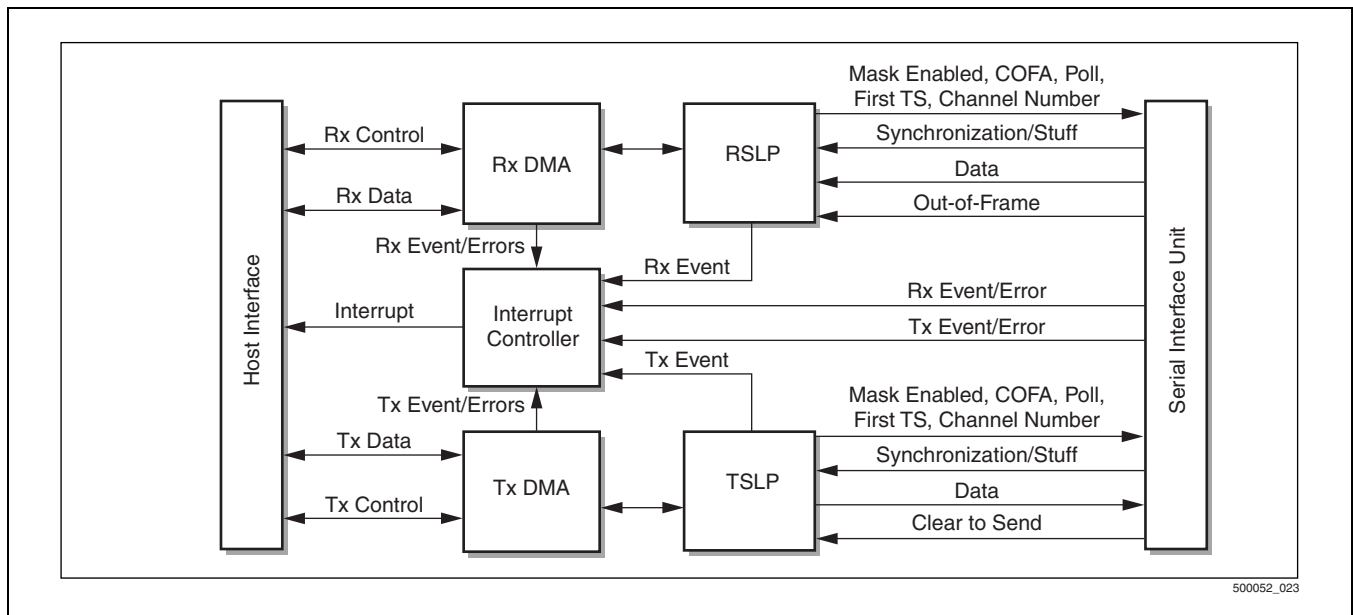 Mask Enabled, COFA, Poll,
First TS, Channel Number
Rx Control
Rx DMA
RSLP
Synchronization/Stuff
Data
Rx Data
Out-of-Frame
Rx Event/Errors
Rx Event
Rx Event/Error
Host Interface
Interrupt
Interrupt
Controller
Serial Interface Unit
Tx Event/Error
Tx Event
Tx Event/Errors
Mask Enabled, COFA, Poll,
First TS, Channel Number
Tx Data
Synchronization/Stuff
Tx DMA
TSLP
Data
Tx Control
Clear to Send
500052_023